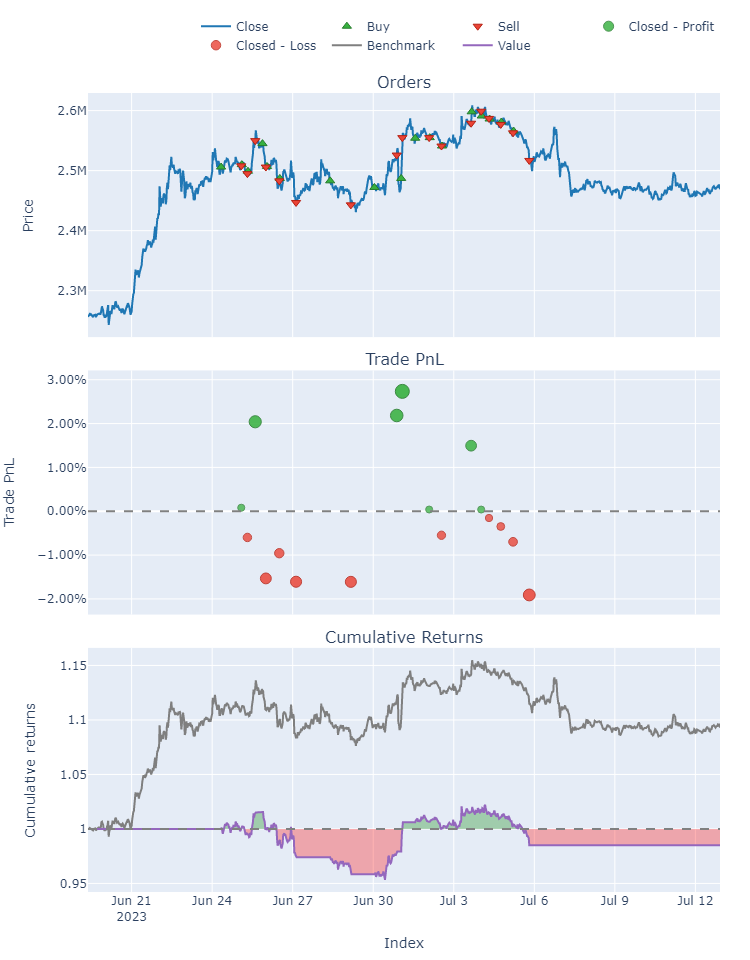 Close Buy Sell Closed - Profit
Closed - Loss Benchmark Value
Orders
2.6M
2.5M
2.4M
2.3M
Price
Trade PnL
3.00%
2.00%
1.00%
0.00%
−1.00%
−2.00%
Trade PnL
Cumulative Returns
1.15
1.1
1.05
1
0.95
Cumulative returns
Jun 21 Jun 24 Jun 27 Jun 30 Jul 3 Jul 6 Jul 9 Jul 12
2023
Index